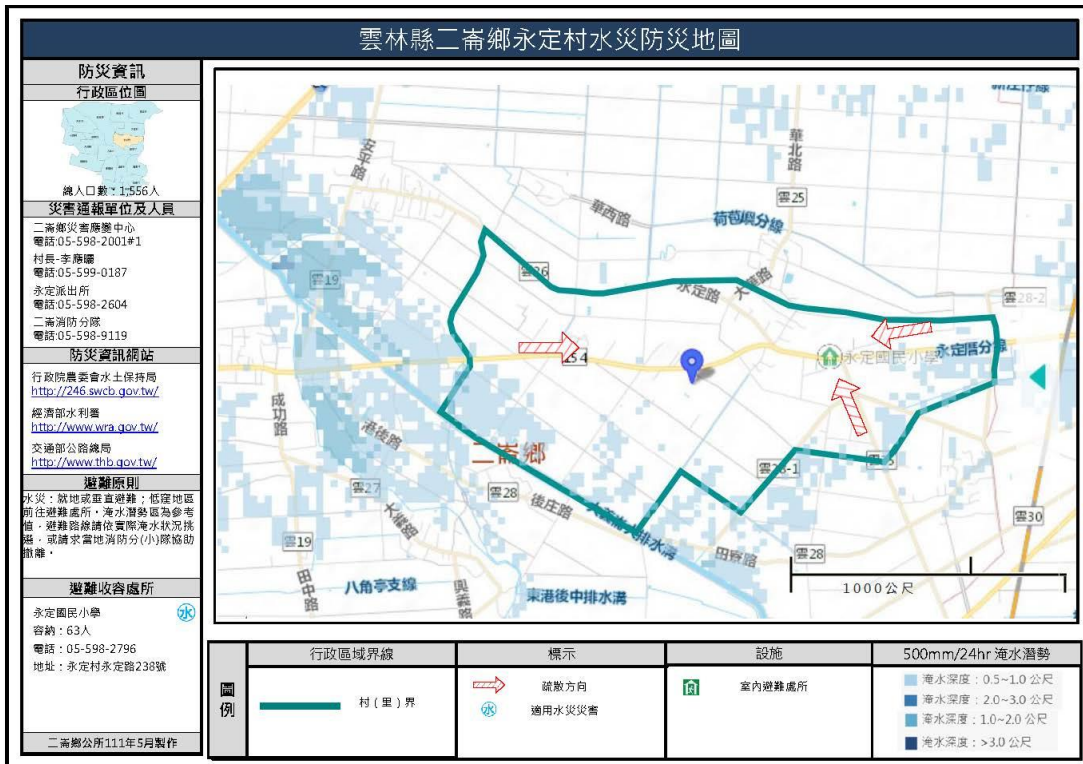 雲林縣二崙鄉永定村水災防災地圖
防災資訊
行政區位圖
總人口數：1,556人
災害通報單位及人員
二崙鄉災害應變中心
電話:05-598-2001#1
村長-李應
電話:05-599-0187
永定派出所
電話:05-598-2604
二崙消防分隊
電話:05-598-9119
防災資訊網站
行政院農委會水土保持局
http://246.swcb.gov.tw/
經濟部水利署
http://www.wra.gov.tw/
交通部公路總局
http://www.thb.gov.tw/
避難原則
水災：就地或垂直避難；低窪地區
前往避難處所，淹水潛勢區為參考
值，避難路線請依實際淹水狀況挑
選，或請求當地消防分(小)隊協助
撤離。
避難收容處所
永定國民小學
水
容納：63人
電話：05-598-2796
地址：永定村永定路238號
二崙鄉公所111年5月製作
安平路
華北路
雲25
華西路
荷苞嶼分線
雲26
雲19
永定路
大華路
雲28-2
154
永定國民小學
永定厝分線
成功路
港後路
二崙鄉
雲28-1
雲25
雲27
雲28
後庄路
大義崙大排水溝
雲30
大義路
雲19
田寮路
雲28
田中路
八角亭支線
東港後中排水溝
1000公尺
圖例
行政區域界線
標示
設施
500mm/24hr 淹水潛勢
村（里）界
疏散方向
水
適用水災災害
室內避難處所
淹水深度：0.5~1.0 公尺
淹水深度：2.0~3.0 公尺
淹水深度：1.0~2.0 公尺
淹水深度：>3.0 公尺